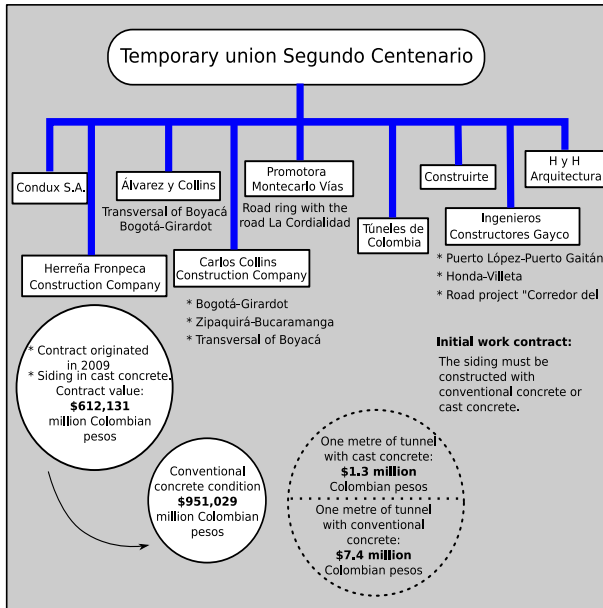 Temporary union Segundo Centenario
Condux S.A.
Álvarez y Collins
Transversal of Boyacá
Bogotá-Girardot
Promotora
Montecarlo Vías
Road ring with the
road La Cordialidad
Construirte
H y H
Arquitectura
Herreña Fronpeca
Construction Company
Carlos Collins
Construction Company
* Bogotá-Girardot
* Zipaquirá-Bucaramanga
* Transversal of Boyacá
Túneles de
Colombia
Ingenieros
Constructores Gayco
* Puerto López-Puerto Gaitán
* Honda-Villeta
* Road project "Corredor del
* Contract originated
in 2009
* Siding in cast concrete.
Contract value:
$612,131
million Colombian
pesos
Initial work contract:
The siding must be
constructed with
conventional concrete or
cast concrete.
Conventional
concrete condition
$951,029
million Colombian
pesos
One metre of tunnel
with cast concrete:
$1.3 million
Colombian pesos
One metre of tunnel
with conventional
concrete:
$7.4 million
Colombian pesos